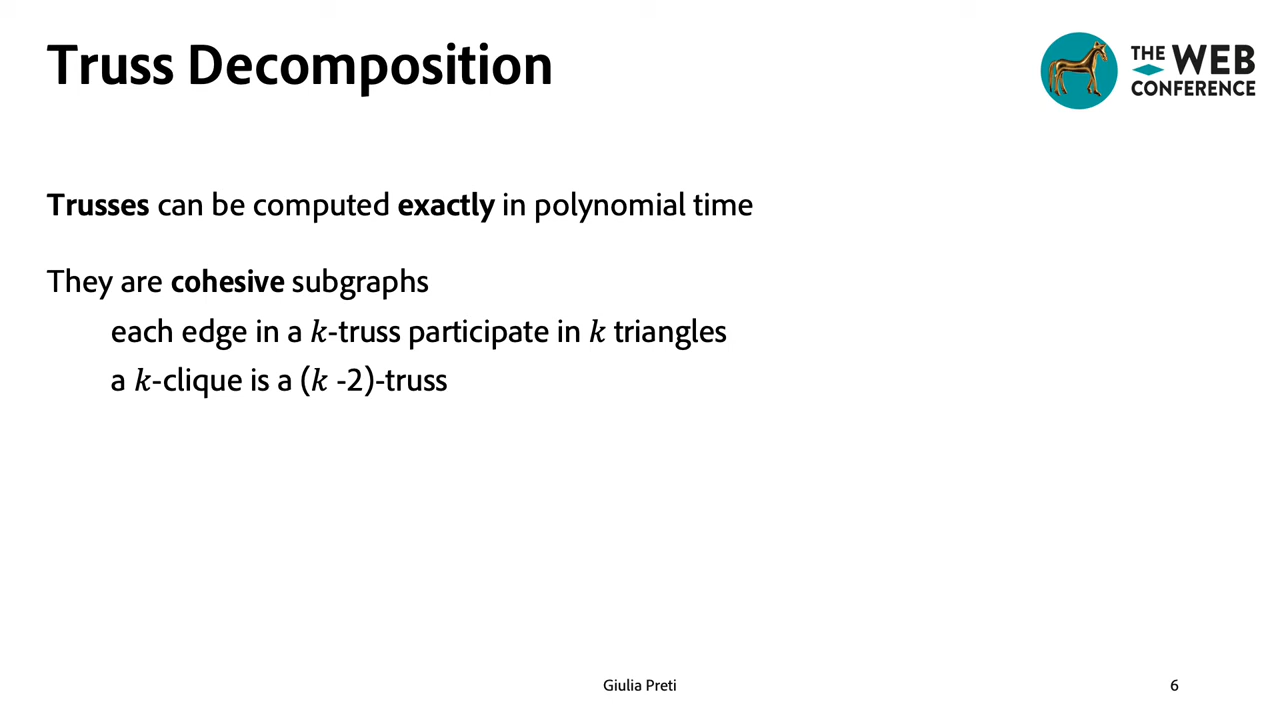 Truss Decomposition
THE WEB
CONFERENCE
Trusses can be computed exactly in polynomial time
They are cohesive subgraphs
each edge in a k-truss participate in k triangles
a k-clique is a (k -2)-truss
Giulia Preti
6